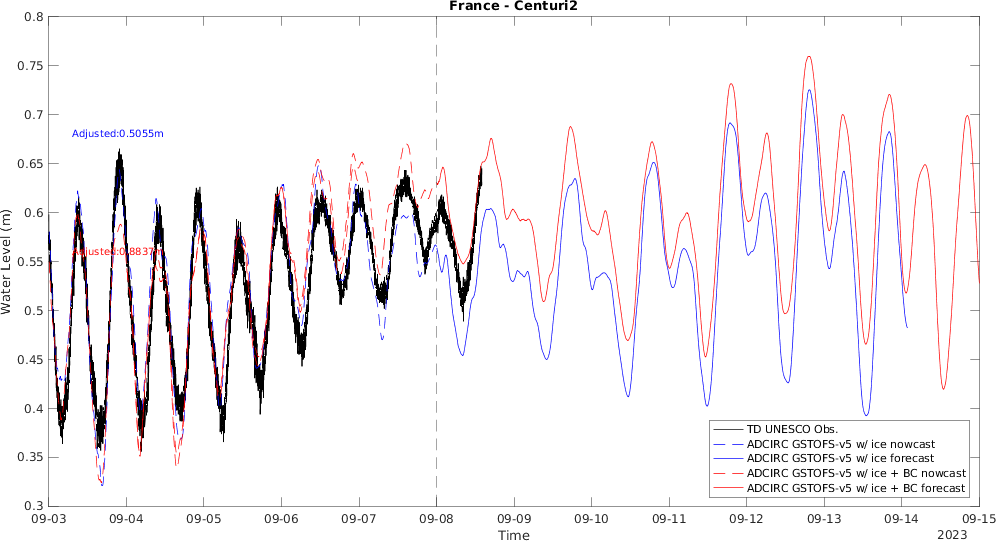 France - Centuri2
0.8
0.75
0.7
0.65
0.6
0.55
0.5
0.45
0.4
0.35
0.3
Water Level (m)
Adjusted:0.5055m
Adjusted:0.8837m
TD UNESCO Obs.
ADCIRC GSTOFS-v5 w/ ice nowcast
ADCIRC GSTOFS-v5 w/ ice forecast
ADCIRC GSTOFS-v5 w/ ice + BC nowcast
ADCIRC GSTOFS-v5 w/ ice + BC forecast
09-03 09-04 09-05 09-06 09-07 09-08 09-09 09-10 09-11 09-12 09-13 09-14 09-15
Time
2023